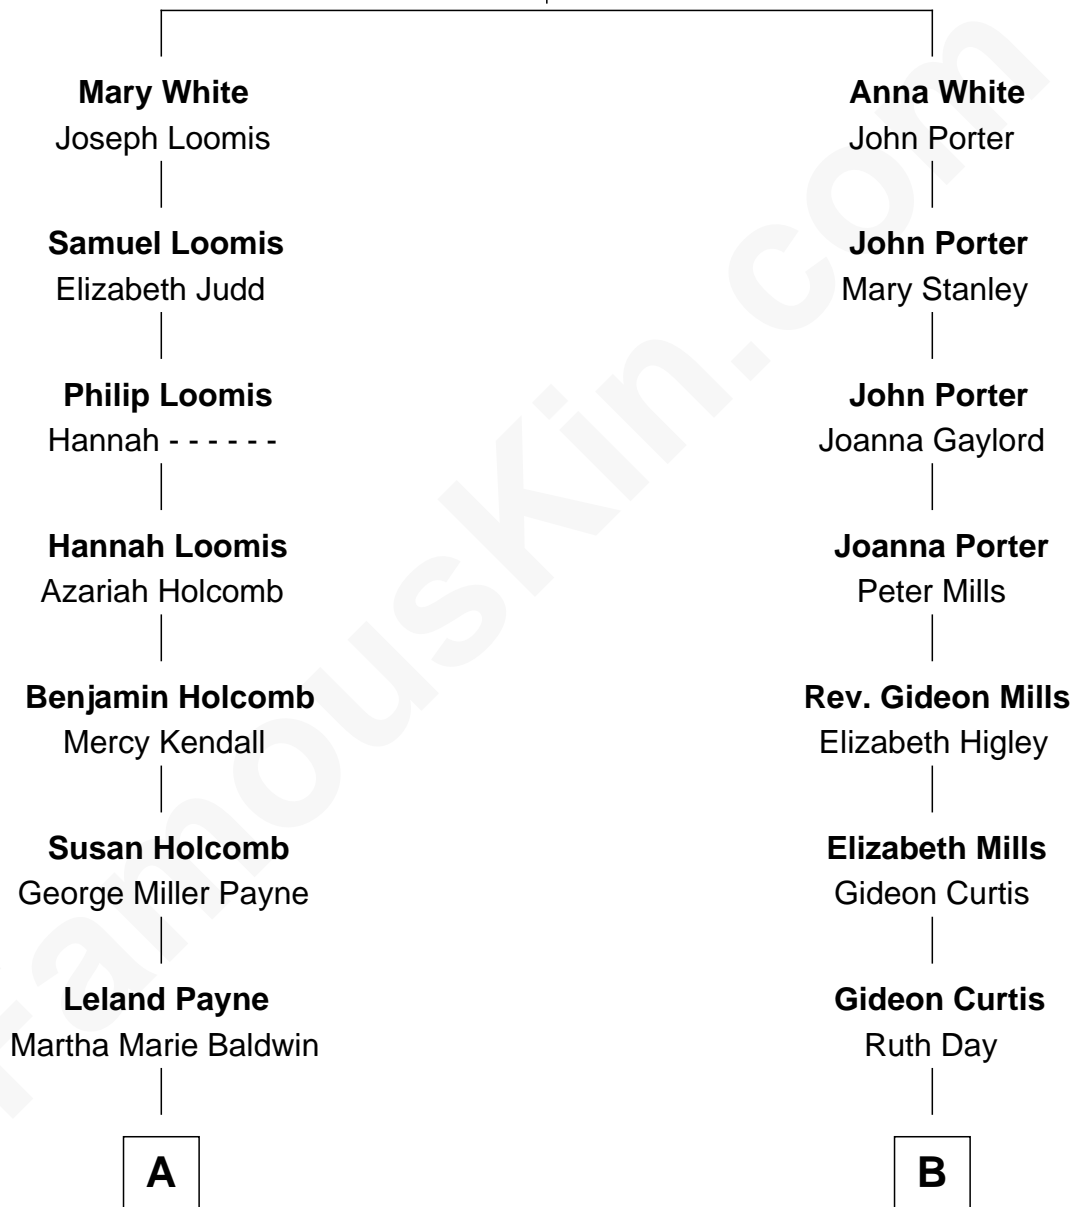 Mary White
Joseph Loomis
Samuel Loomis
Elizabeth Judd
Philip Loomis
Hannah - - - - - -
Hannah Loomis
Azariah Holcomb
Benjamin Holcomb
Mercy Kendall
Susan Holcomb
George Miller Payne
Leland Payne
Martha Marie Baldwin
A
Anna White
John Porter
John Porter
Mary Stanley
John Porter
Joanna Gaylord
Joanna Porter
Peter Mills
Rev. Gideon Mills
Elizabeth Higley
Elizabeth Mills
Gideon Curtis
Gideon Curtis
Ruth Day
B
FamousKin.com